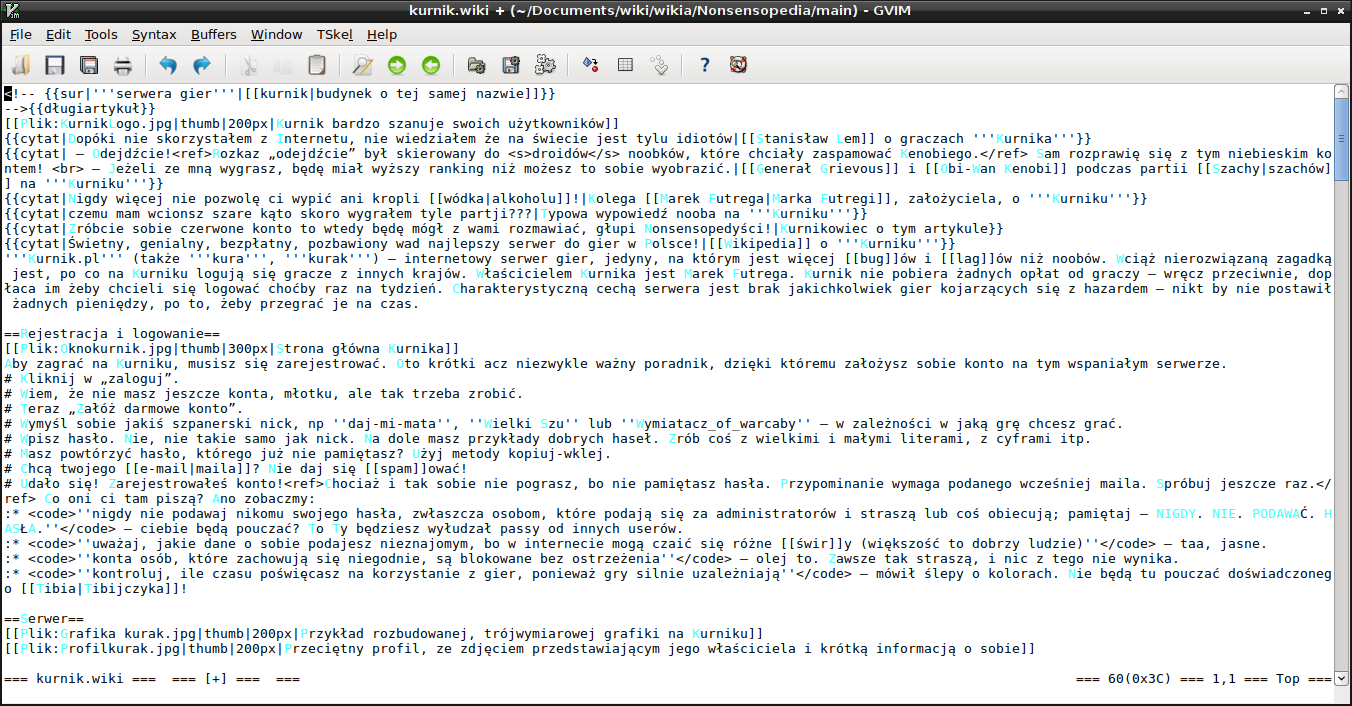 kurnik.wiki + (~/Documents/wiki/wikia/Nonsensopedia/main) - GVIM
File Edit Tools Syntax Buffers Window TSkel Help
<!-- {{sur|'''serwera gier'''|[[kurnik|budynek o tej samej nazwie]]}}
-->{{długiartykuł}}
[[Plik:KurnikLogo.jpg|thumb|200px|Kurnik bardzo szanuje swoich użytkowników]]
{{cytat|Dopóki nie skorzystałem z Internetu, nie wiedziałem że na świecie jest tylu idiotów|[[Stanisław Lem]] o graczach '''Kurnika'''}}
{{cytat| – Odejdźcie!<ref>Rozkaz „odejdźcie” był skierowany do <s>droidów</s> noobków, które chciały zaspamować Kenobiego.</ref> Sam rozprawię się z tym niebieskim ko
ntem! <br> – Jeżeli ze mną wygrasz, będę miał wyższy ranking niż możesz to sobie wyobrazić.|[[Generał Grievous]] i [[Obi-Wan Kenobi]] podczas partii [[Szachy|szachów]
] na '''Kurniku'''}}
{{cytat|Nigdy więcej nie pozwolę ci wypić ani kropli [[wódka|alkoholu]]!|Kolega [[Marek Futrega|Marka Futregi]], założyciela, o '''Kurniku'''}}
{{cytat|czemu mam wcionsz szare kąto skoro wygrałem tyle partji???|Typowa wypowiedź nooba na '''Kurniku'''}}
{{cytat|Zróbcie sobie czerwone konto to wtedy będę mógł z wami rozmawiać, głupi Nonsensopedyści!|Kurnikowiec o tym artykule}}
{{cytat|Świetny, genialny, bezpłatny, pozbawiony wad najlepszy serwer do gier w Polsce!|[[Wikipedia]] o '''Kurniku'''}}
'''Kurnik.pl''' (także '''kura''', '''kurak''') – internetowy serwer gier, jedyny, na którym jest więcej [[bug]]ów i [[lag]]ów niż noobów. Wciąż nierozwiązaną zagadką
jest, po co na Kurniku logują się gracze z innych krajów. Właścicielem Kurnika jest Marek Futrega. Kurnik nie pobiera żadnych opłat od graczy – wręcz przeciwnie, dop
łaca im żeby chcieli się logować choćby raz na tydzień. Charakterystyczną cechą serwera jest brak jakichkolwiek gier kojarzących się z hazardem – nikt by nie postawił
żadnych pieniędzy, po to, żeby przegrać je na czas.
==Rejestracja i logowanie==
[[Plik:Oknokurnik.jpg|thumb|300px|Strona główna Kurnika]]
Aby zagrać na Kurniku, musisz się zarejestrować. Oto krótki acz niezwykle ważny poradnik, dzięki któremu założysz sobie konto na tym wspaniałym serwerze.
# Kliknij w „zaloguj”.
# Wiem, że nie masz jeszcze konta, młotku, ale tak trzeba zrobić.
# Teraz „Załóż darmowe konto”.
# Wymyśl sobie jakiś szpanerski nick, np ''daj-mi-mata'', ''Wielki Szu'' lub ''Wymiatacz_of_warcaby'' – w zależności w jaką grę chcesz grać.
# Wpisz hasło. Nie, nie takie samo jak nick. Na dole masz przykłady dobrych haseł. Zrób coś z wielkimi i małymi literami, z cyframi itp.
# Masz powtórzyć hasło, którego już nie pamiętasz? Użyj metody kopiuj-wklej.
# Chcą twojego [[e-mail|maila]]? Nie daj się [[spam]]ować!
# Udało się! Zarejestrowałeś konto!<ref>Chociaż i tak sobie nie pograsz, bo nie pamiętasz hasła. Przypominanie wymaga podanego wcześniej maila. Spróbuj jeszcze raz.</
ref> Co oni ci tam piszą? Ano zobaczmy:
:* <code>''nigdy nie podawaj nikomu swojego hasła, zwłaszcza osobom, które podają się za administratorów i straszą lub coś obiecują; pamiętaj – NIGDY. NIE. PODAWAĆ. H
ASŁA.''</code> – ciebie będą pouczać? To Ty będziesz wyłudzał passy od innych userów.
:* <code>''uważaj, jakie dane o sobie podajesz nieznajomym, bo w internecie mogą czaić się różne [[świr]]y (większość to dobrzy ludzie)''</code> – taa, jasne.
:* <code>''konta osób, które zachowują się niegodnie, są blokowane bez ostrzeżenia''</code> – olej to. Zawsze tak straszą, i nic z tego nie wynika.
:* <code>''kontroluj, ile czasu poświęcasz na korzystanie z gier, ponieważ gry silnie uzależniają''</code> – mówił ślepy o kolorach. Nie będą tu pouczać doświadczoneg
o [[Tibia|Tibijczyka]]!
==Serwer==
[[Plik:Grafika kurak.jpg|thumb|200px|Przykład rozbudowanej, trójwymiarowej grafiki na Kurniku]]
[[Plik:Profilkurak.jpg|thumb|200px|Przeciętny profil, ze zdjęciem przedstawiającym jego właściciela i krótką informacją o sobie]]
=== kurnik.wiki === === [+] === === === 60(0x3C) === 1,1 === Top ===